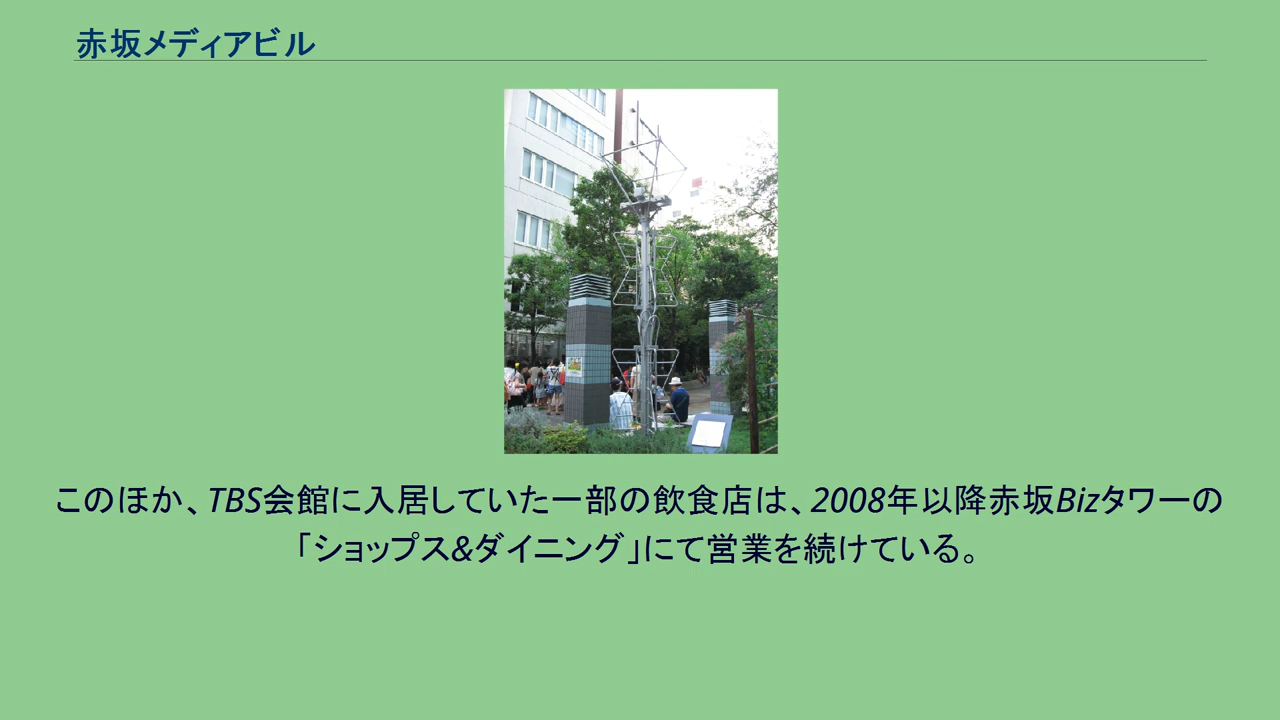 赤坂メディアビル
このほか、TBS会館に入居していた一部の飲食店は、2008年以降赤坂Bizタワーの
「ショップス&ダイニング」にて営業を続けている。